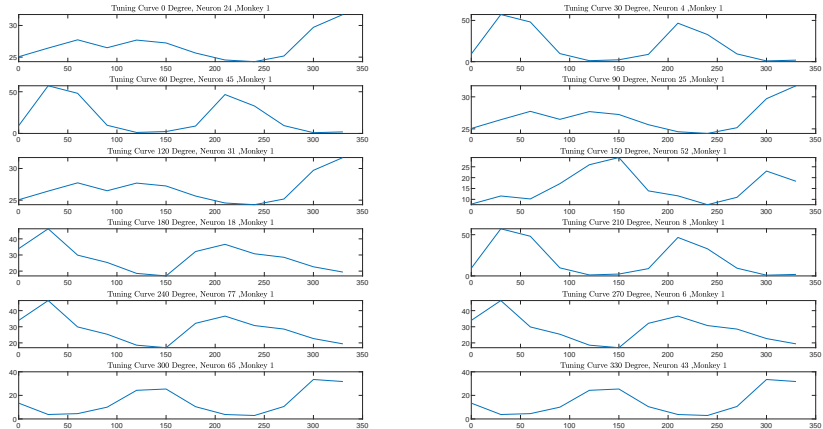 Tuning Curve 0 Degree, Neuron 24 ,Monkey 1
30
25
0 50 100 150 200 250 300 350
Tuning Curve 30 Degree, Neuron 4 ,Monkey 1
50
0
0 50 100 150 200 250 300 350
Tuning Curve 60 Degree, Neuron 45 ,Monkey 1
50
0
0 50 100 150 200 250 300 350
Tuning Curve 90 Degree, Neuron 25 ,Monkey 1
30
25
0 50 100 150 200 250 300 350
Tuning Curve 120 Degree, Neuron 31 ,Monkey 1
30
25
0 50 100 150 200 250 300 350
Tuning Curve 150 Degree, Neuron 52 ,Monkey 1
25
20
15
10
0 50 100 150 200 250 300 350
Tuning Curve 180 Degree, Neuron 18 ,Monkey 1
40
30
20
0 50 100 150 200 250 300 350
Tuning Curve 210 Degree, Neuron 8 ,Monkey 1
50
0
0 50 100 150 200 250 300 350
Tuning Curve 240 Degree, Neuron 77 ,Monkey 1
40
30
20
0 50 100 150 200 250 300 350
Tuning Curve 270 Degree, Neuron 6 ,Monkey 1
40
30
20
0 50 100 150 200 250 300 350
Tuning Curve 300 Degree, Neuron 65 ,Monkey 1
40
20
0
0 50 100 150 200 250 300 350
Tuning Curve 330 Degree, Neuron 43 ,Monkey 1
40
20
0
0 50 100 150 200 250 300 350